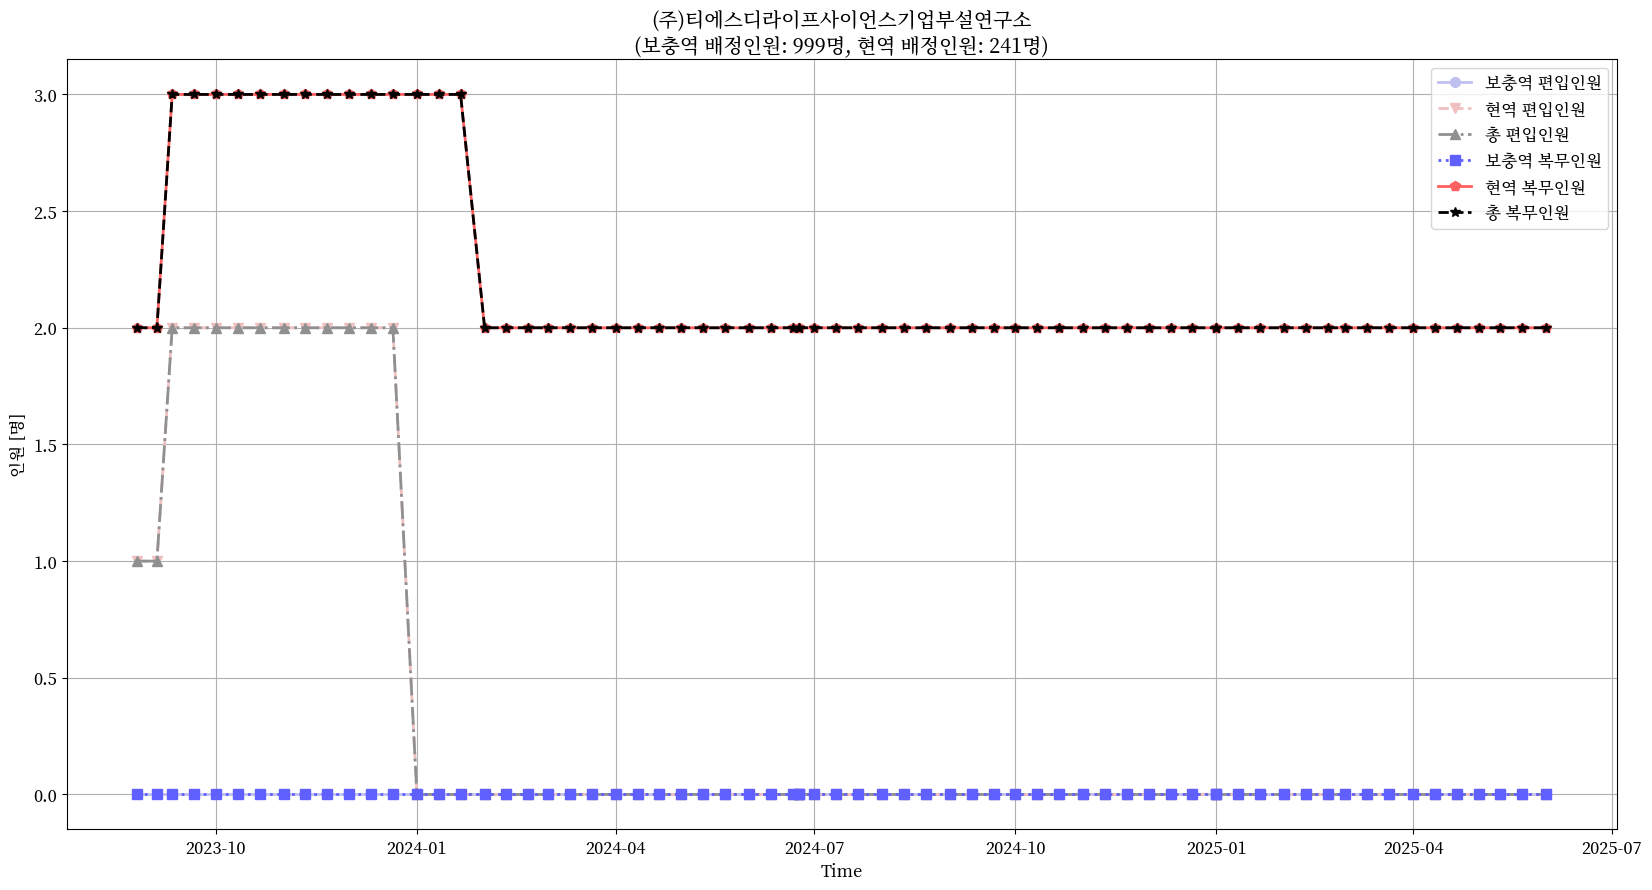 (주)티에스디라이프사이언스기업부설연구소
(보충역 배정인원: 999명, 현역 배정인원: 241명)
보충역 편입인원
현역 편입인원
총 편입인원
보충역 복무인원
현역 복무인원
총 복무인원
3.0
2.5
2.0
1.5
1.0
0.5
0.0
인원 [명]
2023-10
2024-01
2024-04
2024-07
2024-10
2025-01
2025-04
2025-07
Time